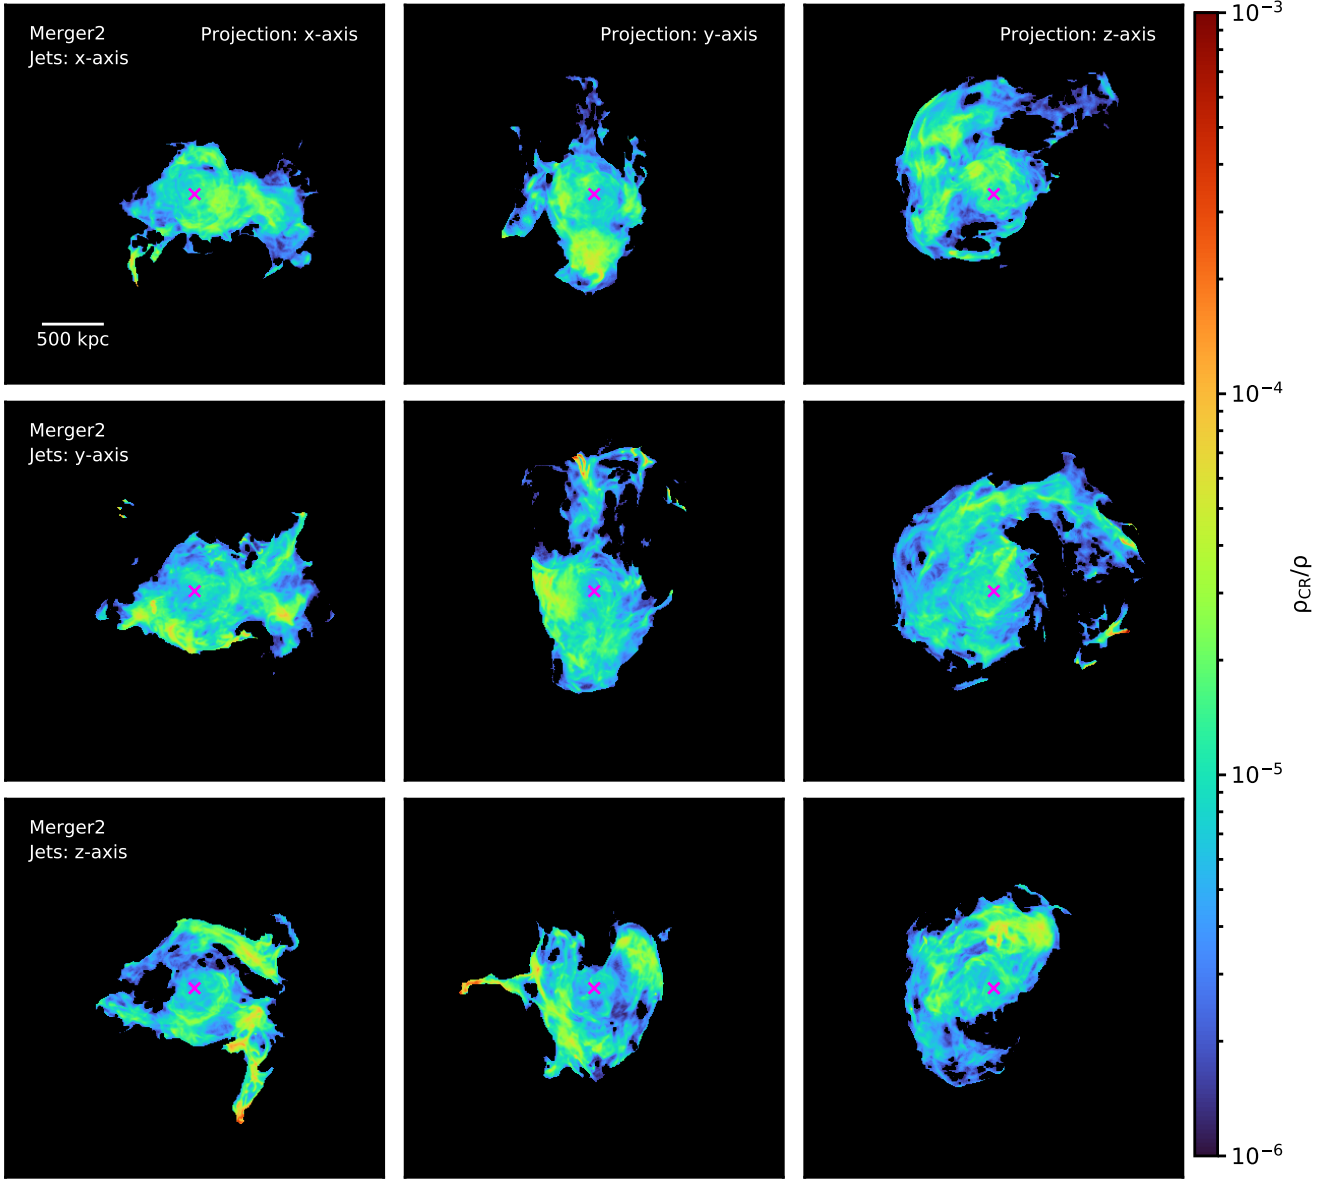 Merger2
Jets: x-axis
Projection: x-axis
Projection: y-axis
Projection: z-axis
500 kpc
Merger2
Jets: y-axis
Merger2
Jets: z-axis
10⁻³
10⁻⁴
10⁻⁵
10⁻⁶
ρCR/ρ